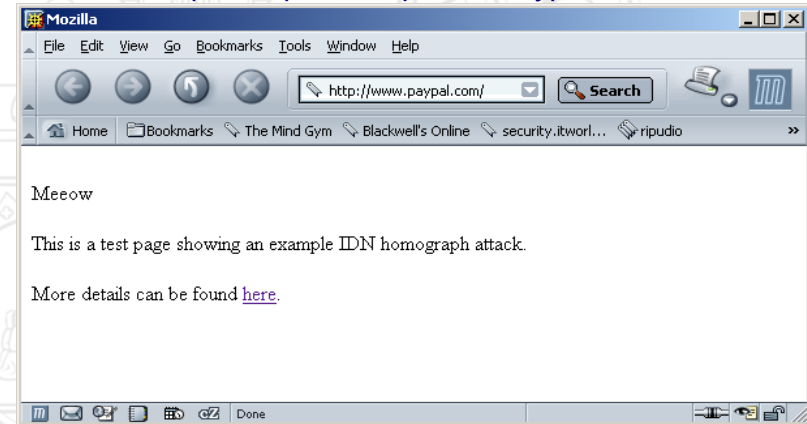 Mozilla
File Edit View Go Bookmarks Tools Window Help
http://www.paypal.com/ Search
Home Bookmarks The Mind Gym Blackwell's Online security.itworl... ripudio »
Meeow
This is a test page showing an example IDN homograph attack.
More details can be found here.
Done